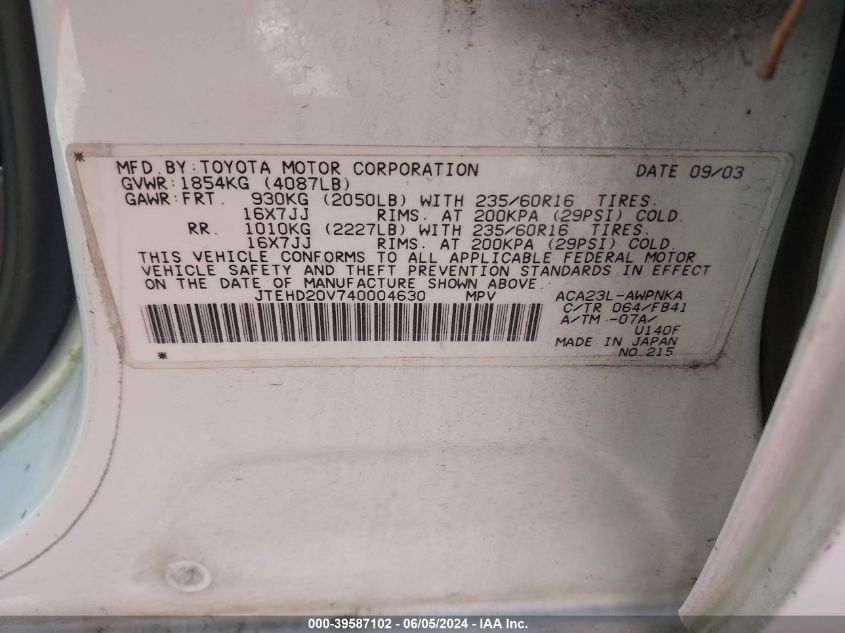 MFD. BY: TOYOTA MOTOR CORPORATION DATE 09/03
GVWR: 1854KG (4087LB)
GAWR: FRT. 930KG (2050LB) WITH 235/60R16 TIRES.
16X7JJ RIMS. AT 200KPA (29PSI) COLD.
RR. 1010KG (2227LB) WITH 235/60R16 TIRES.
16X7JJ RIMS. AT 200KPA (29PSI) COLD.
THIS VEHICLE CONFORMS TO ALL APPLICABLE FEDERAL MOTOR
VEHICLE SAFETY AND THEFT PREVENTION STANDARDS IN EFFECT
ON THE DATE OF MANUFACTURE SHOWN ABOVE.
JTEHD20V740004630 MPV ACA23L-AWPNKA
C/TR 064/FB41
A/TM -07A/
U140F
MADE IN JAPAN
NO. 215
000-39587102 - 06/05/2024 - IAA Inc.